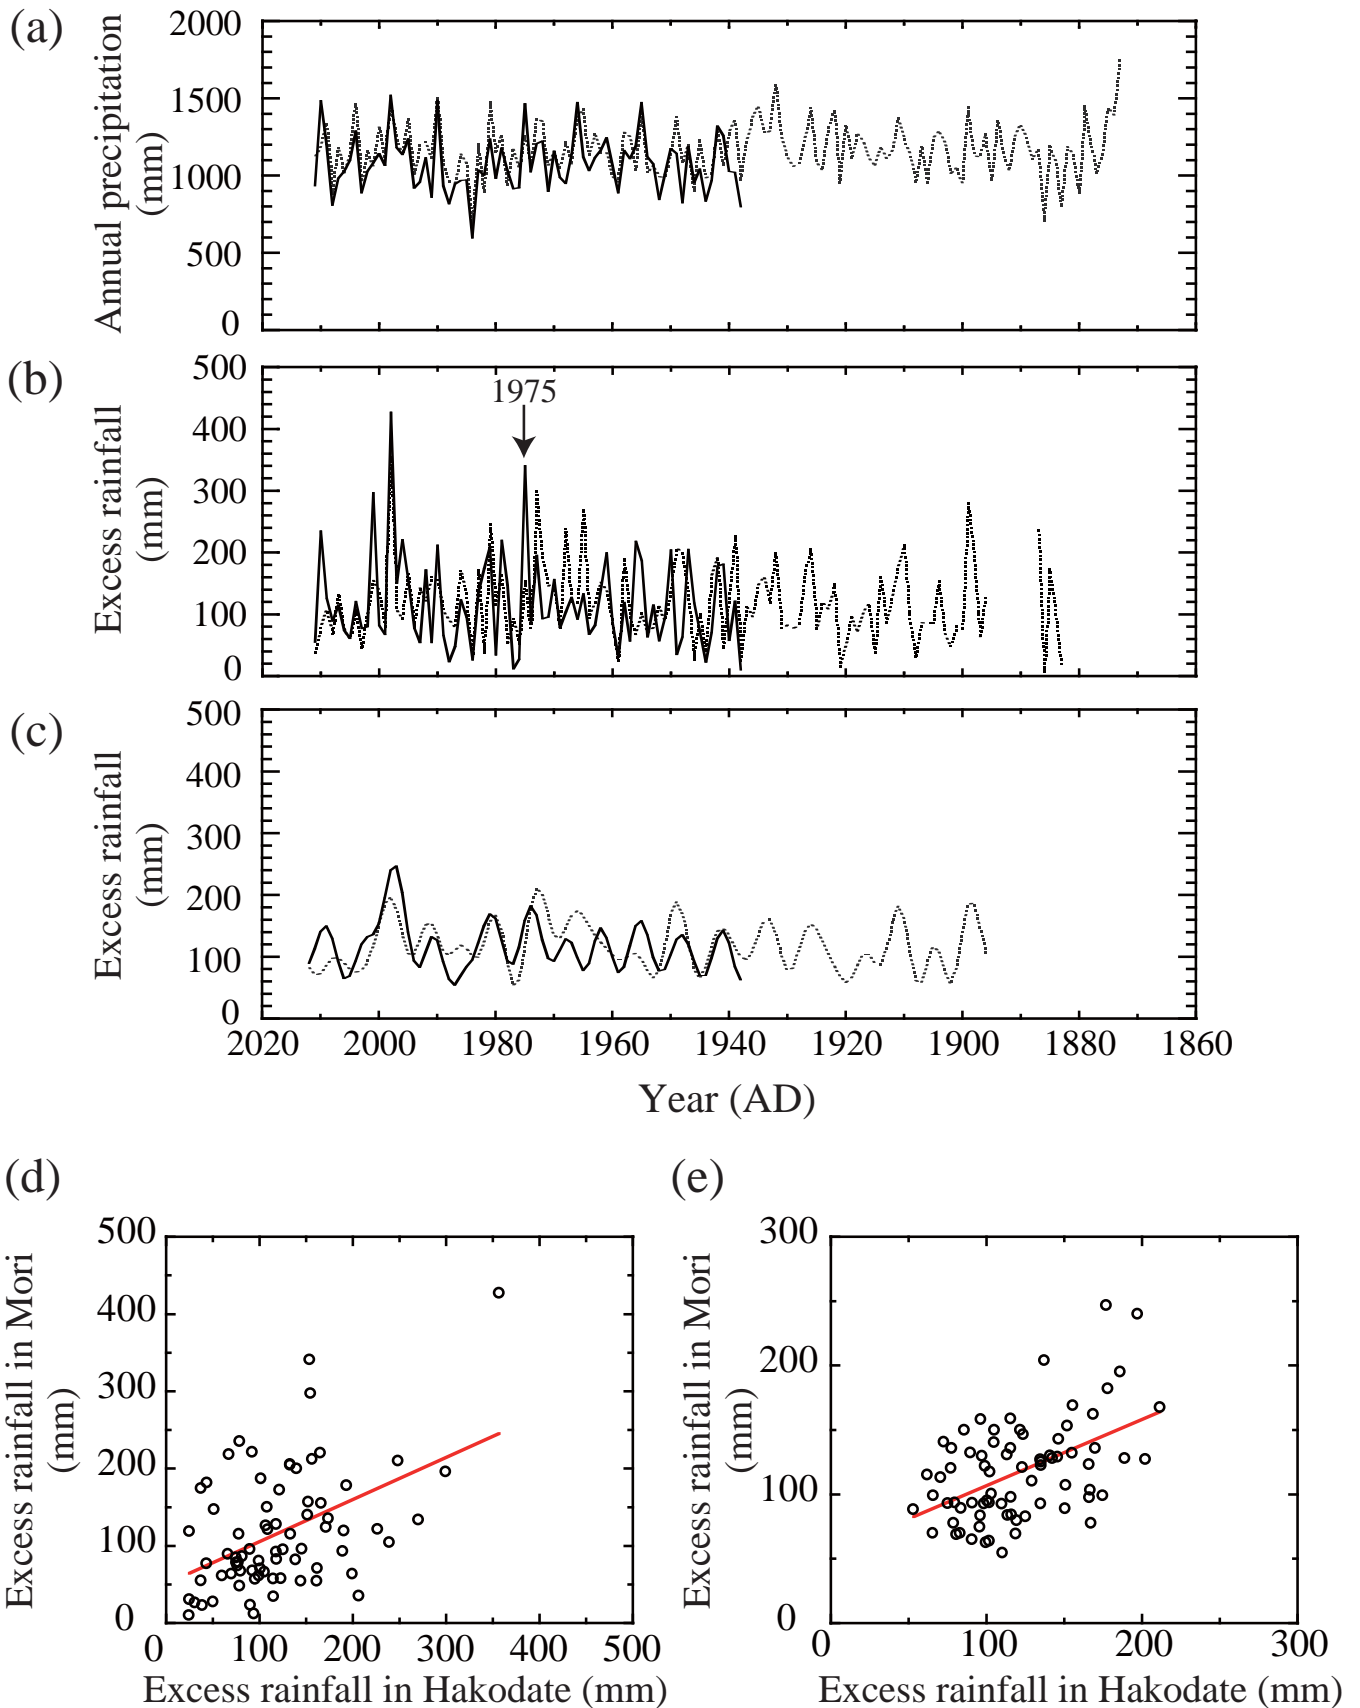 (a)
Annual precipitation
(mm)
2000
1500
1000
500
0
(b)
Excess rainfall
(mm)
500
400
300
200
100
0
1975
(c)
Excess rainfall
(mm)
500
400
300
200
100
0
2020 2000 1980 1960 1940 1920 1900 1880 1860
Year (AD)
(d)
Excess rainfall in Mori
(mm)
500
400
300
200
100
0
0 100 200 300 400 500
Excess rainfall in Hakodate (mm)
(e)
Excess rainfall in Mori
(mm)
300
200
100
0
0 100 200 300
Excess rainfall in Hakodate (mm)